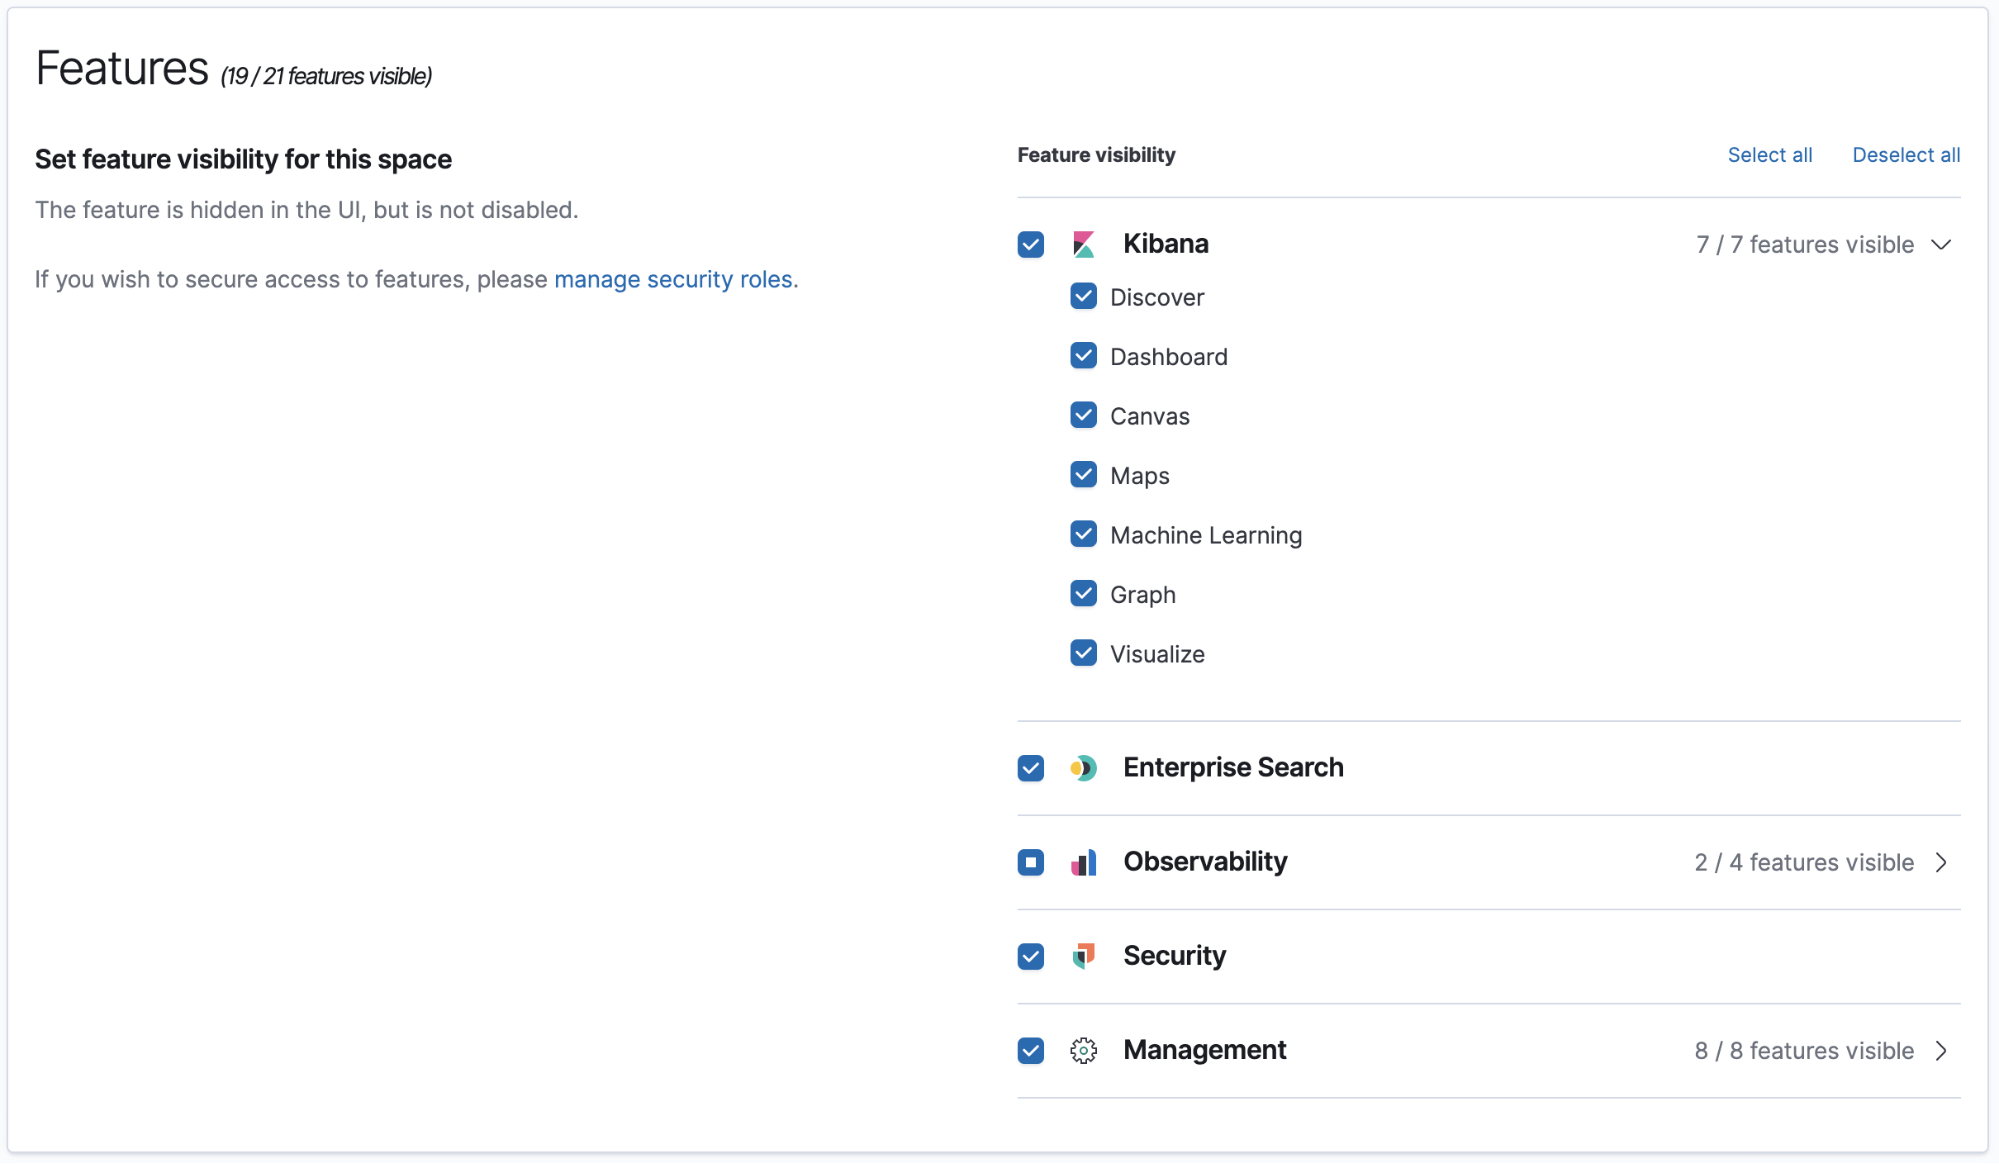 Features (19 / 21 features visible)
Set feature visibility for this space
The feature is hidden in the UI, but is not disabled.
If you wish to secure access to features, please manage security roles.
Feature visibility Select all Deselect all
Kibana 7 / 7 features visible
Discover
Dashboard
Canvas
Maps
Machine Learning
Graph
Visualize
Enterprise Search
Observability 2 / 4 features visible
Security
Management 8 / 8 features visible